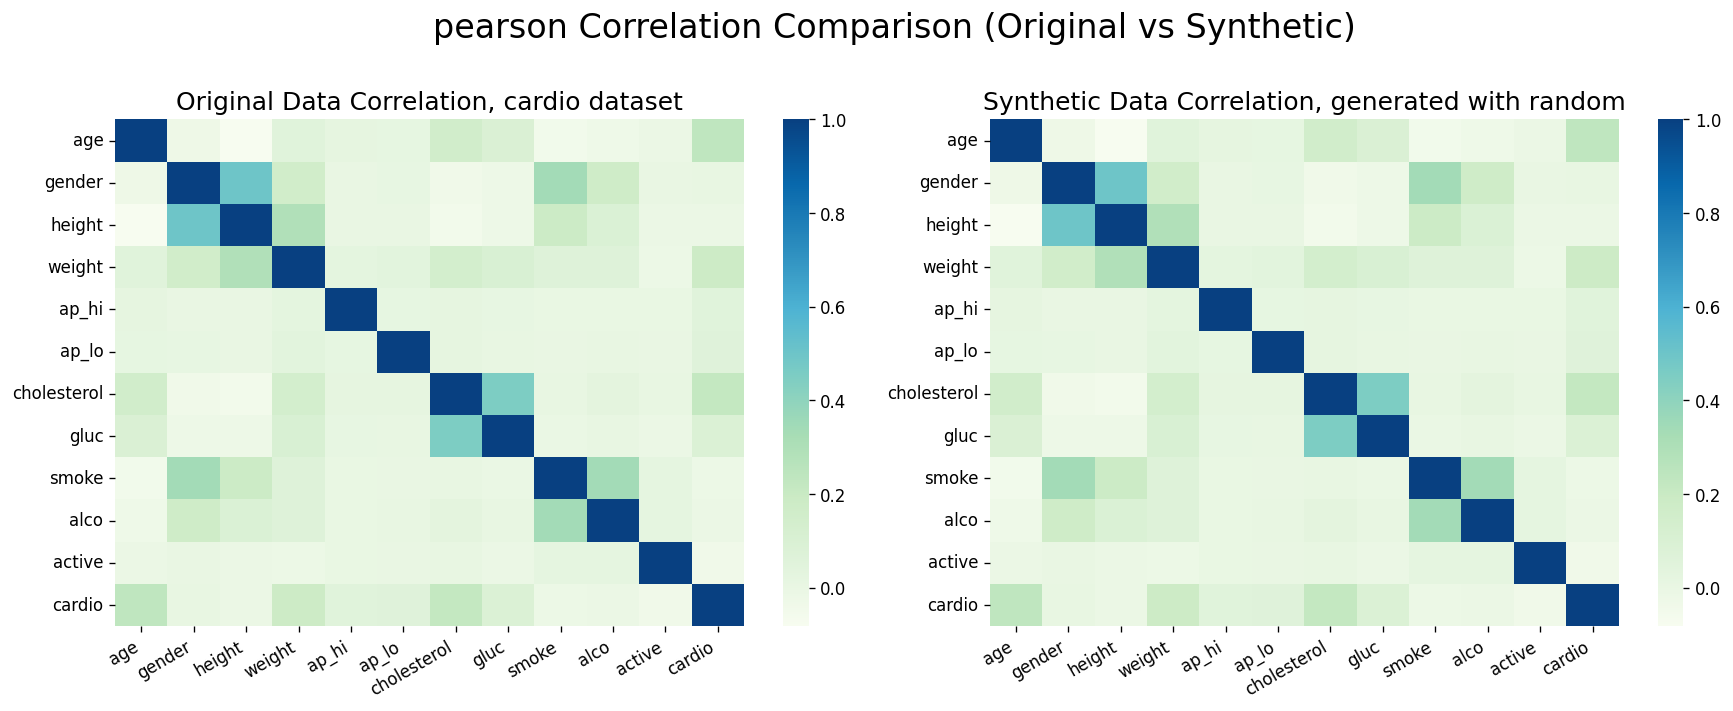 pearson Correlation Comparison (Original vs Synthetic)
Original Data Correlation, cardio dataset
age
gender
height
weight
ap_hi
ap_lo
cholesterol
gluc
smoke
alco
active
cardio
age
gender
height
weight
ap_hi
ap_lo
cholesterol
gluc
smoke
alco
active
cardio
1.0
0.8
0.6
0.4
0.2
0.0
Synthetic Data Correlation, generated with random
age
gender
height
weight
ap_hi
ap_lo
cholesterol
gluc
smoke
alco
active
cardio
age
gender
height
weight
ap_hi
ap_lo
cholesterol
gluc
smoke
alco
active
cardio
1.0
0.8
0.6
0.4
0.2
0.0